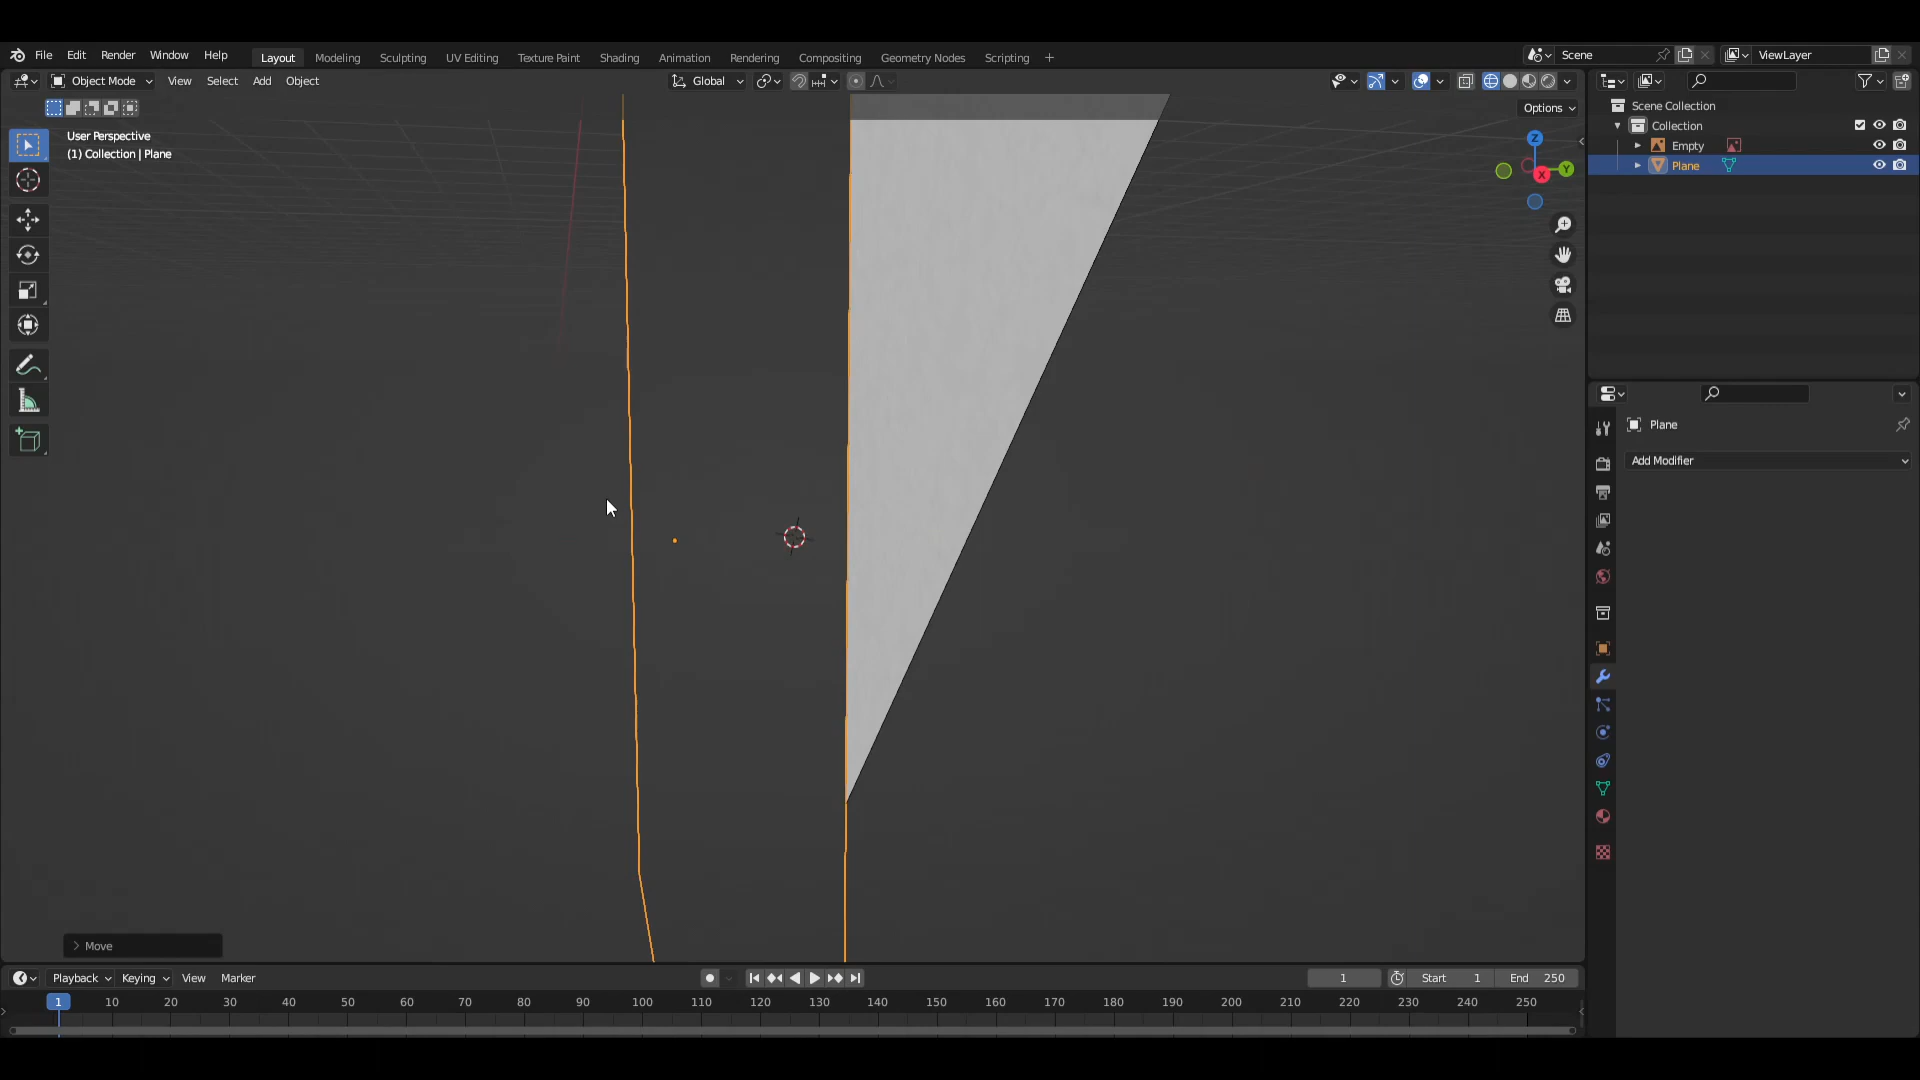 File Edit Render Window Help Layout Modeling Sculpting UV Editing Texture Paint Shading Animation Rendering Compositing Geometry Nodes Scripting + Scene ViewLayer
Object Mode View Select Add Object Global
Options
User Perspective
(1) Collection | Plane
Z
Y
X
Scene Collection
Collection
Empty
Plane
Plane
Add Modifier
> Move
Playback Keying View Marker 1 Start 1 End 250
1 10 20 30 40 50 60 70 80 90 100 110 120 130 140 150 160 170 180 190 200 210 220 230 240 250